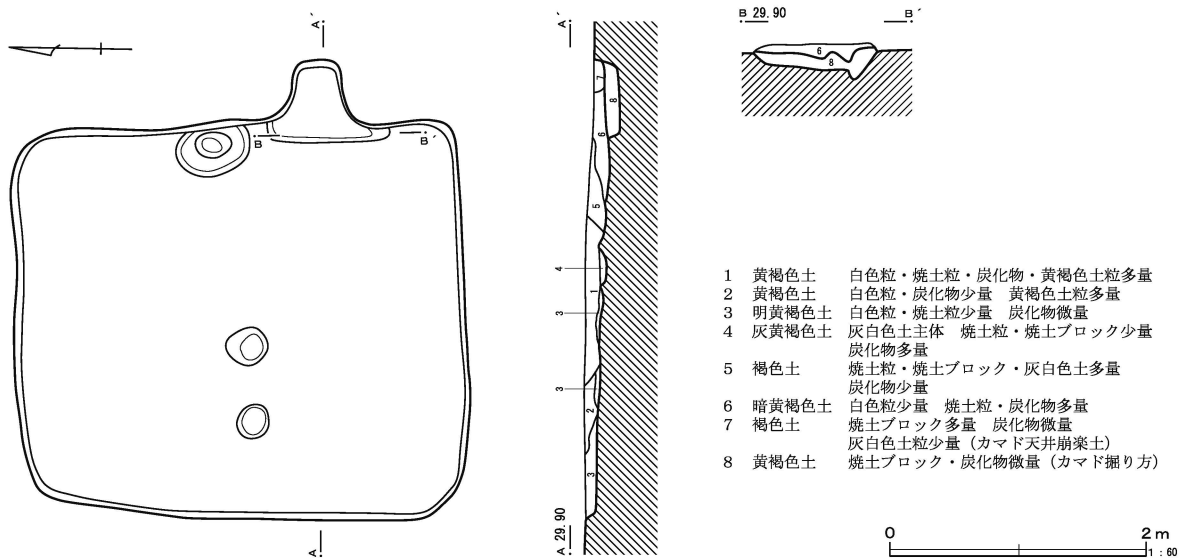 A´
A´
B 29.90 B´
B B´
7
8
6
5
4
1
3
3
2
3
6
8
A
A 29.90
1 黄褐色土 白色粒・焼土粒・炭化物・黄褐色土粒多量
2 黄褐色土 白色粒・炭化物少量 黄褐色土粒多量
3 明黄褐色土 白色粒・焼土粒少量 炭化物微量
4 灰黄褐色土 灰白色土主体 焼土粒・焼土ブロック少量
炭化物多量
5 褐色土 焼土粒・焼土ブロック・灰白色土多量
炭化物少量
6 暗黄褐色土 白色粒少量 焼土粒・炭化物多量
7 褐色土 焼土ブロック多量 炭化物微量
灰白色土粒少量（カマド天井崩楽土）
8 黄褐色土 焼土ブロック・炭化物微量（カマド掘り方）
0 2m
1:60